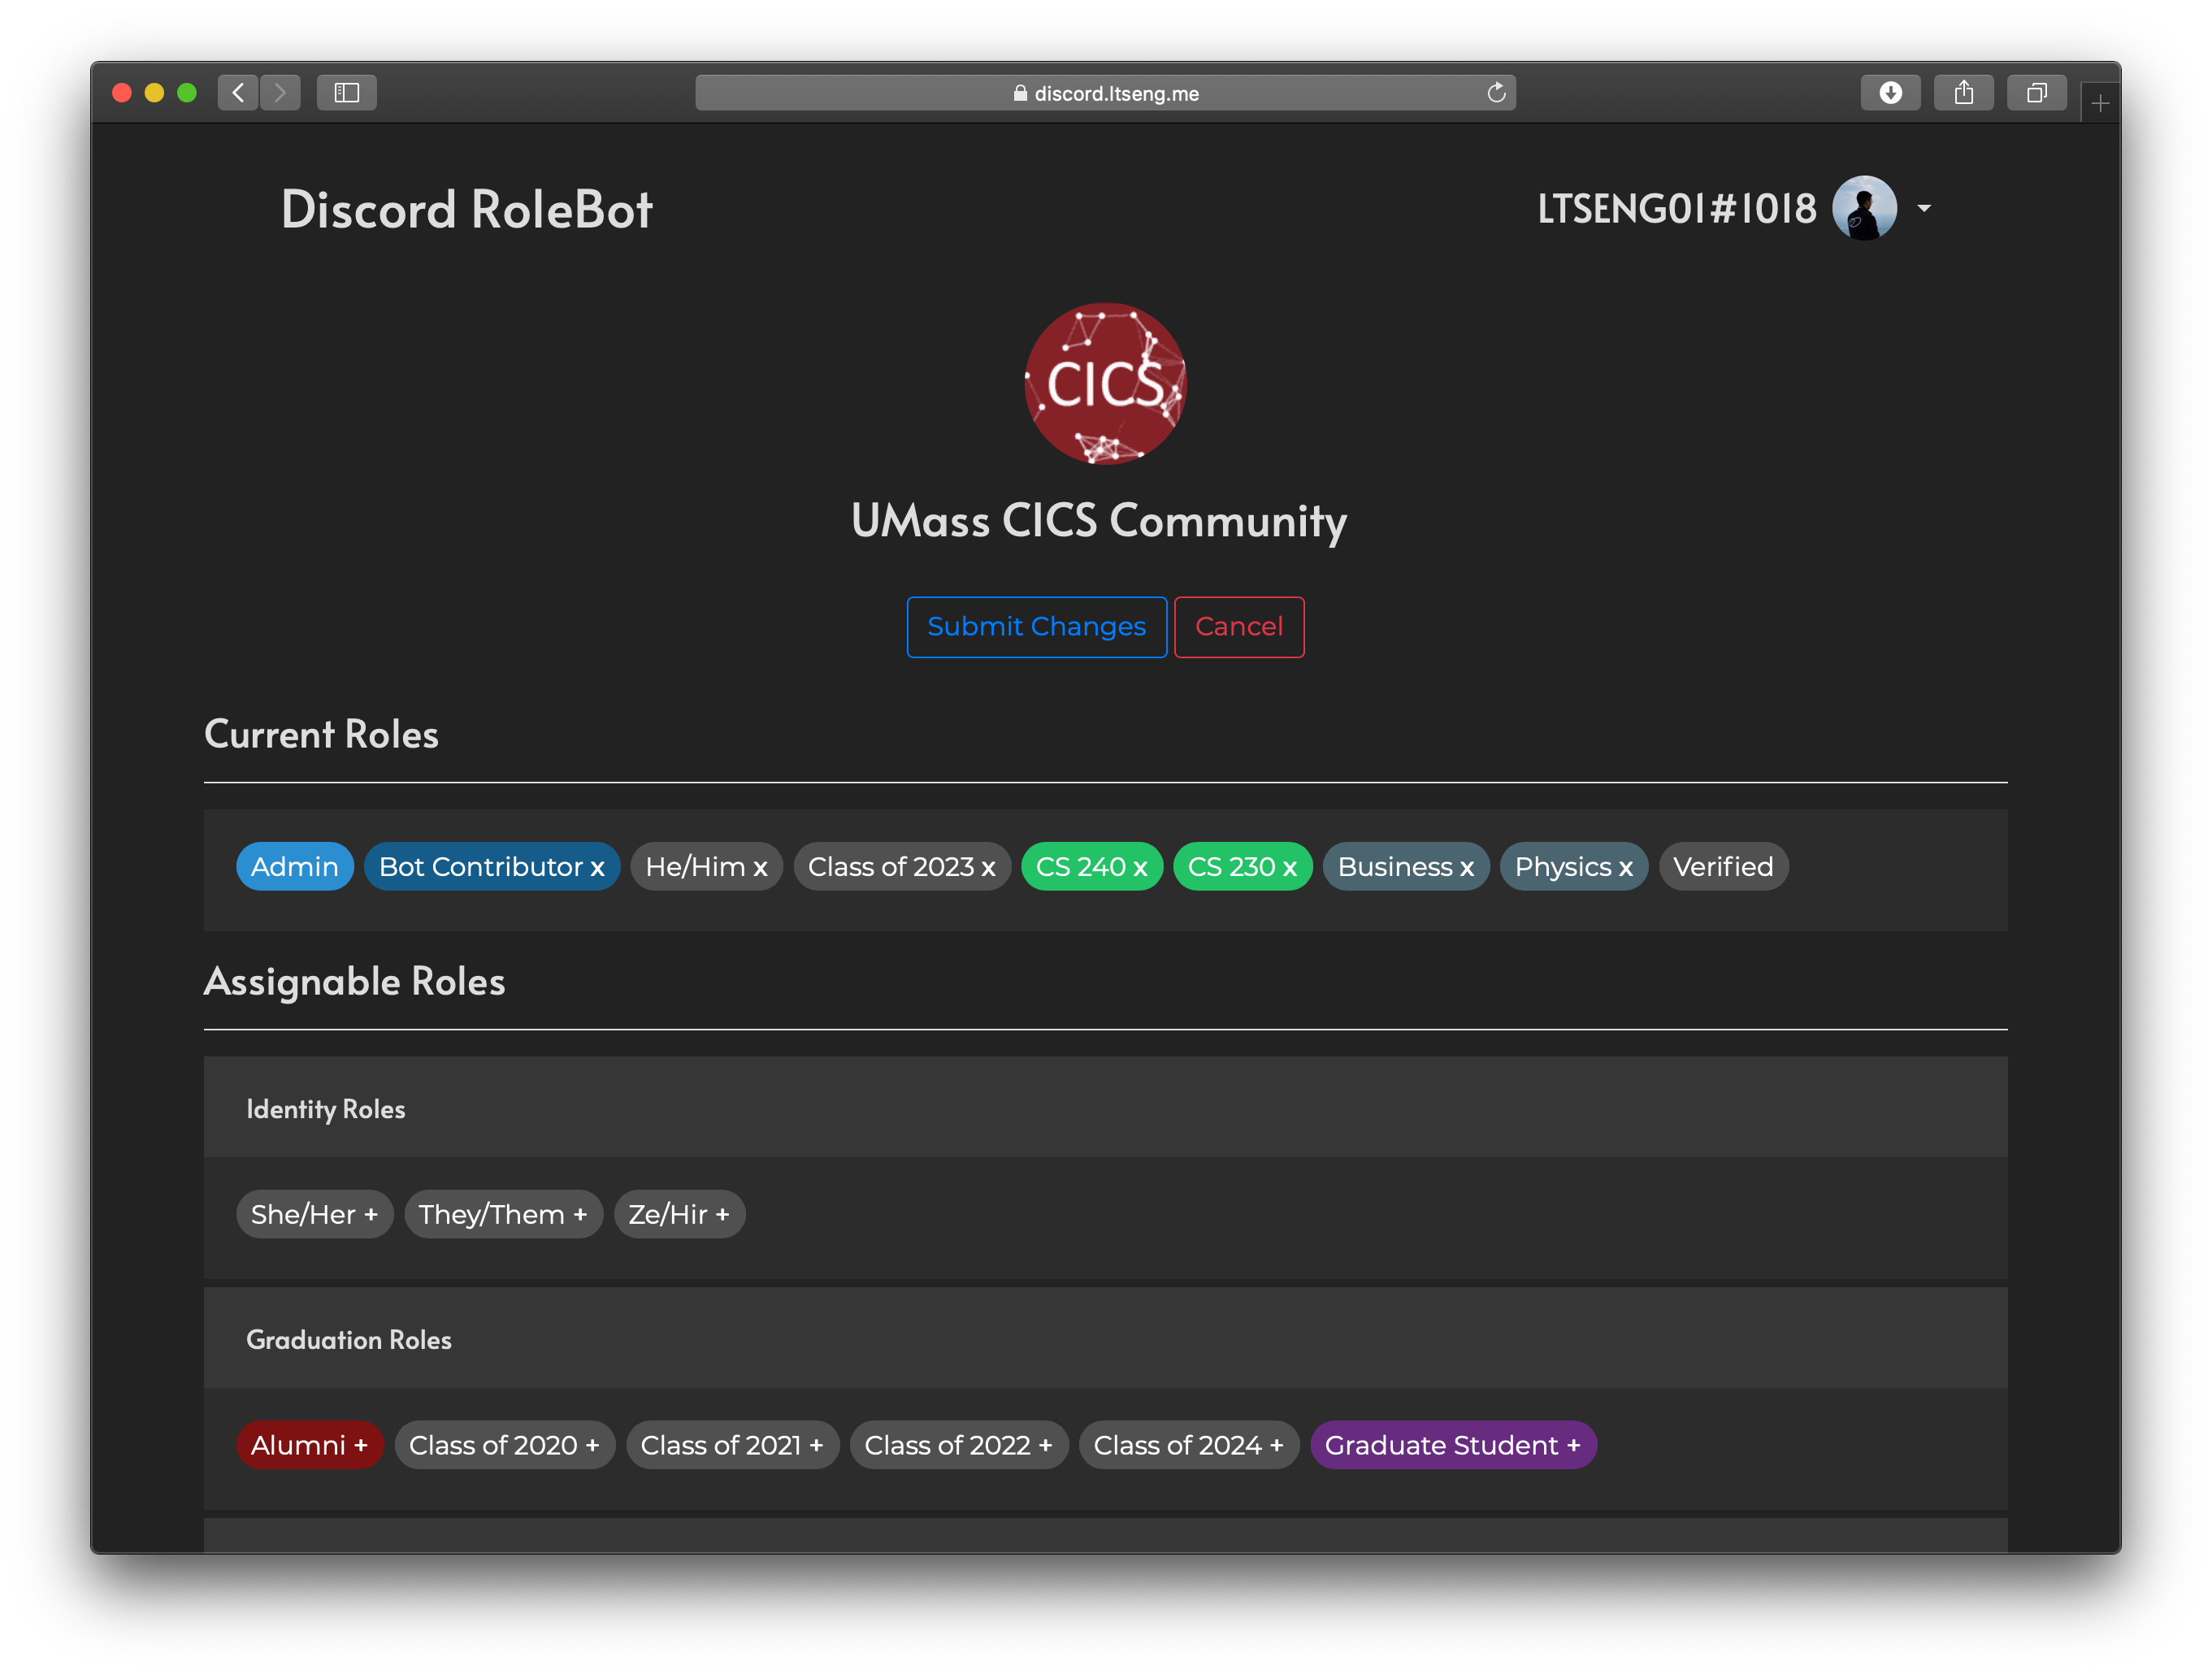 discord.ltseng.me
Discord RoleBot
LTSENG01#1018
CICS
UMass CICS Community
Submit Changes Cancel
Current Roles
Admin Bot Contributor x He/Him x Class of 2023 x CS 240 x CS 230 x Business x Physics x Verified
Assignable Roles
Identity Roles
She/Her + They/Them + Ze/Hir +
Graduation Roles
Alumni + Class of 2020 + Class of 2021 + Class of 2022 + Class of 2024 + Graduate Student +